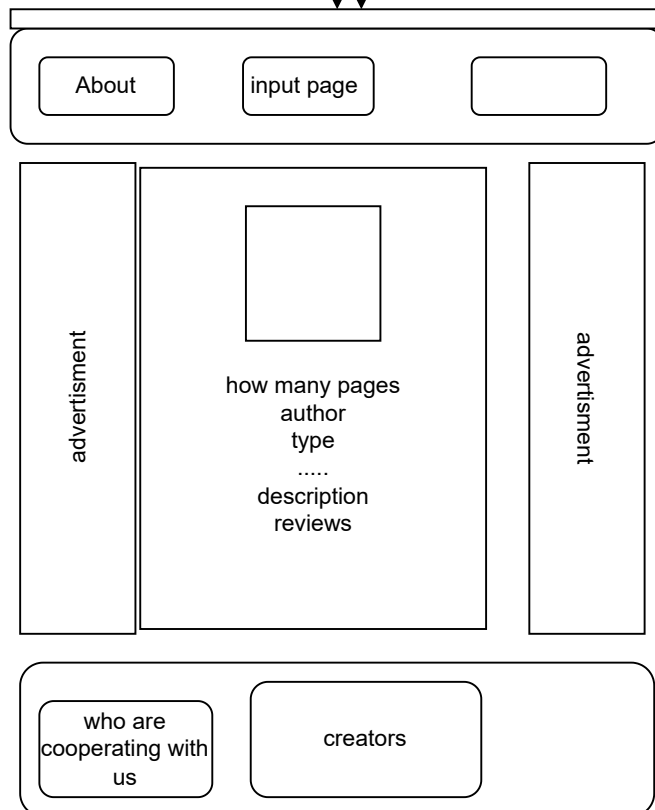 About
input page
advertisment
how many pages
author
type
.....
description
reviews
advertisment
who are
cooperating with
us
creators